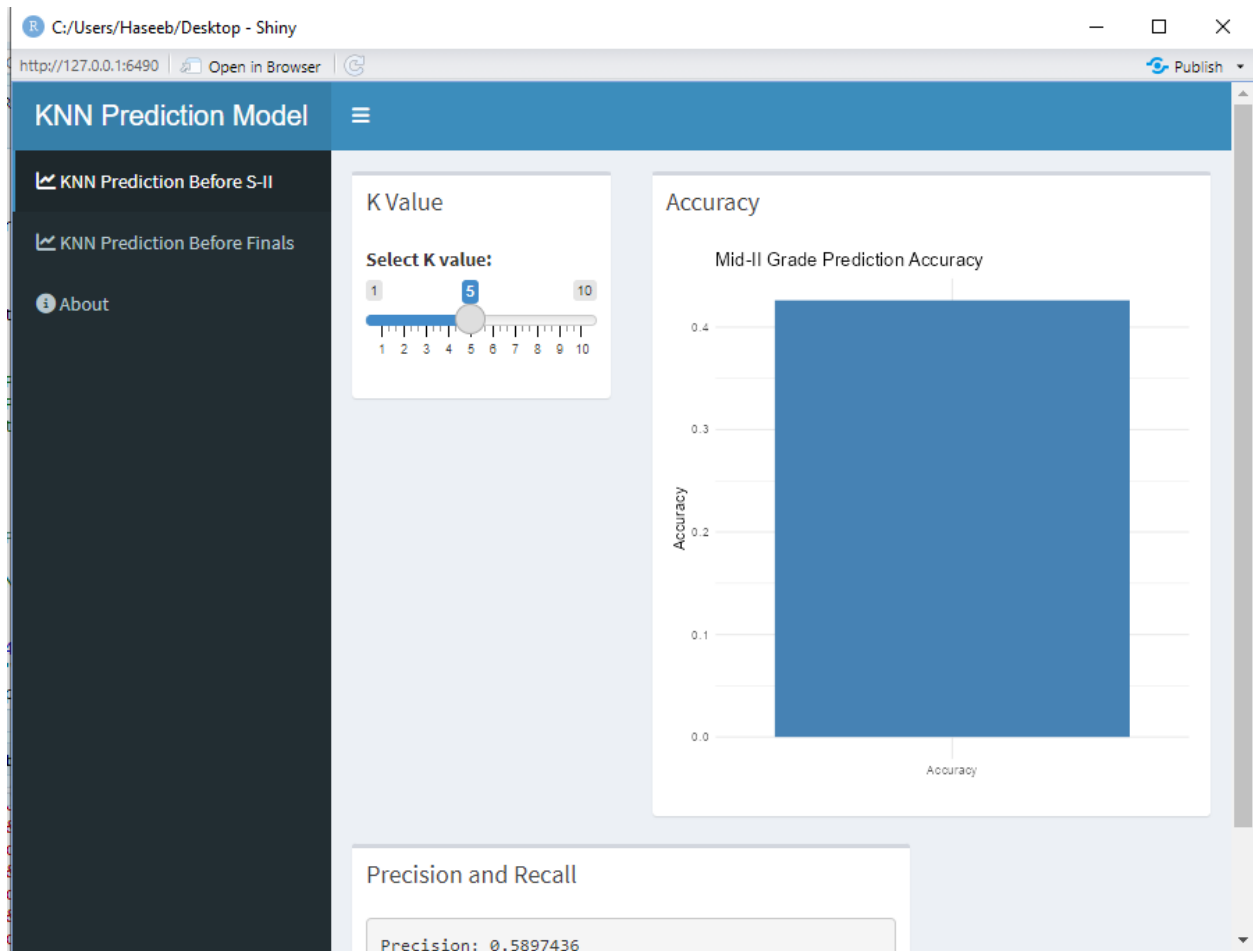 C:/Users/Haseeb/Desktop - Shiny
http://127.0.0.1:6490 Open in Browser Publish
KNN Prediction Model
KNN Prediction Before S-II
KNN Prediction Before Finals
About
K Value
Select K value:
1 5 10
1 2 3 4 5 6 7 8 9 10
Accuracy
Mid-II Grade Prediction Accuracy
0.4
0.3
0.2
0.1
0.0
Accuracy
Accuracy
Precision and Recall
Precision: 0.5897436